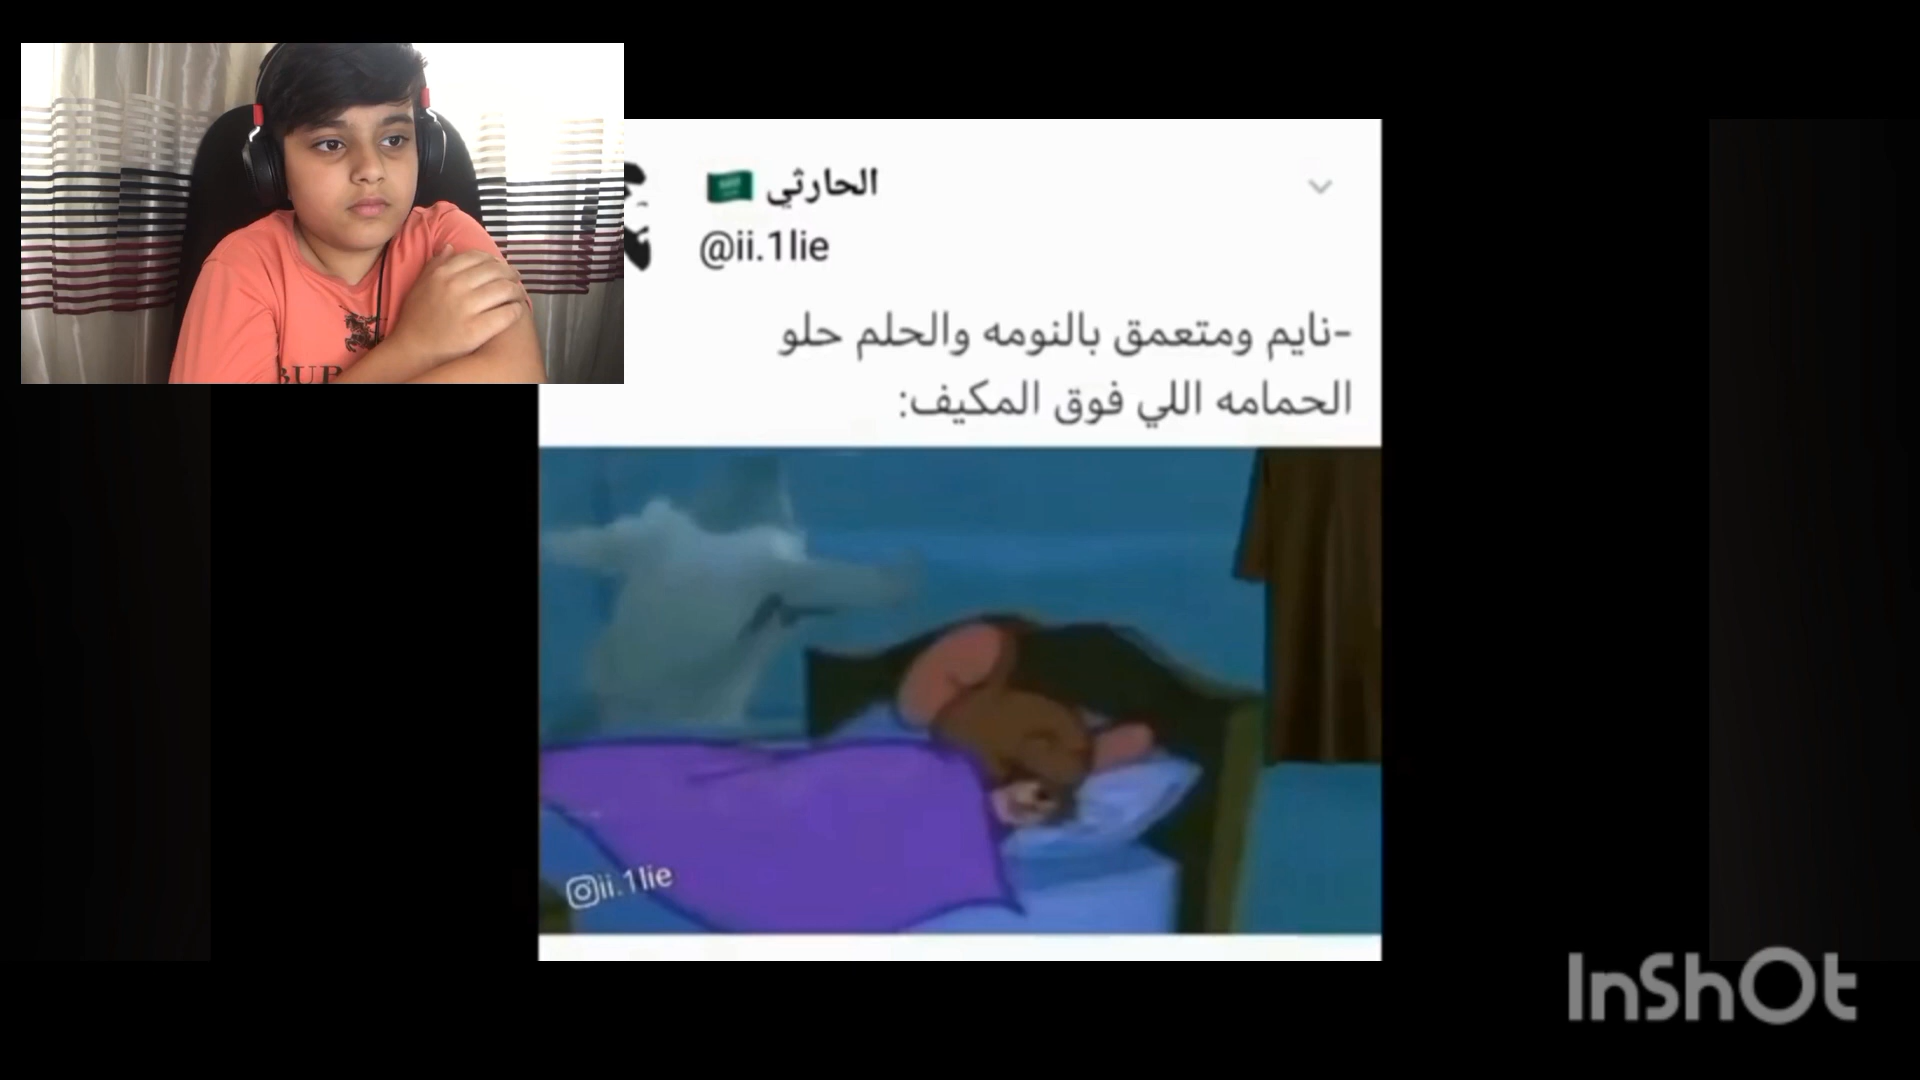 الحارثي
@ii.1lie
-نايم ومتعمق بالنومه والحلم حلو
الحمامه اللي فوق المكيف:
ii.1lie
InShOt